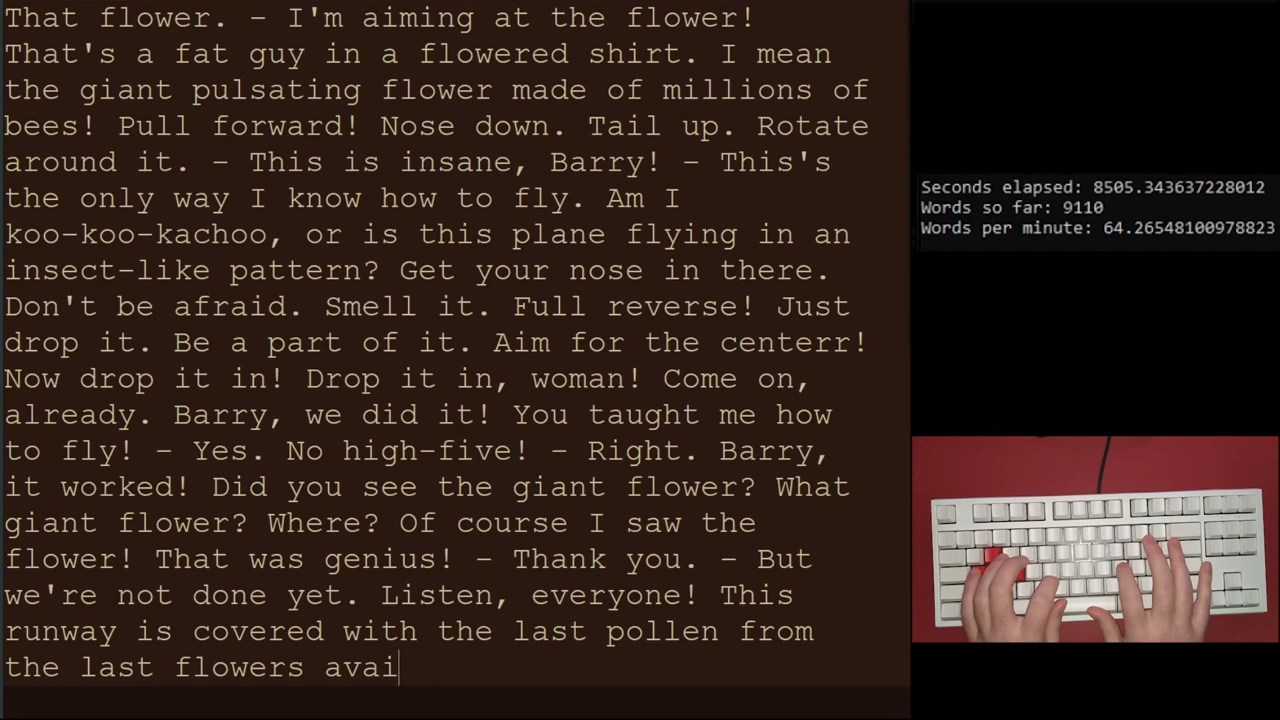 That flower. - I'm aiming at the flower!
That's a fat guy in a flowered shirt. I mean
the giant pulsating flower made of millions of
bees! Pull forward! Nose down. Tail up. Rotate
around it. - This is insane, Barry! - This's
the only way I know how to fly. Am I
koo-koo-kachoo, or is this plane flying in an
insect-like pattern? Get your nose in there.
Don't be afraid. Smell it. Full reverse! Just
drop it. Be a part of it. Aim for the centerr!
Now drop it in! Drop it in, woman! Come on,
already. Barry, we did it! You taught me how
to fly! - Yes. No high-five! - Right. Barry,
it worked! Did you see the giant flower? What
giant flower? Where? Of course I saw the
flower! That was genius! - Thank you. - But
we're not done yet. Listen, everyone! This
runway is covered with the last pollen from
the last flowers avai
Seconds elapsed: 8505.343637228012
Words so far: 9110
Words per minute: 64.26548100978823